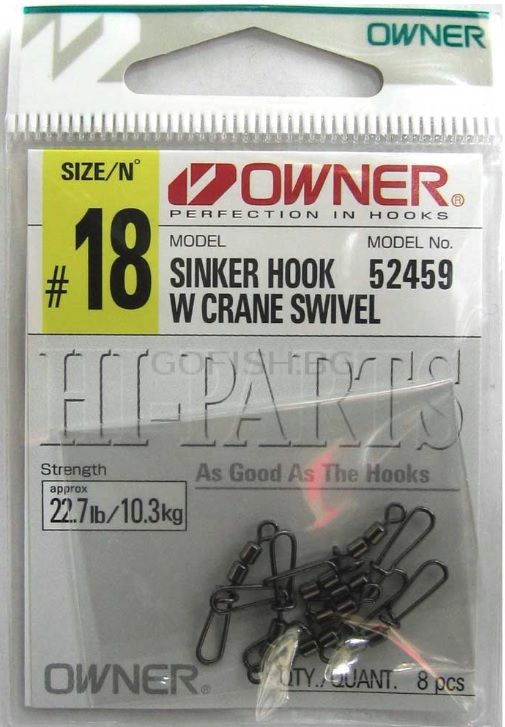 OWNER
SIZE/N°
#18
OWNER®
PERFECTION IN HOOKS
MODEL
MODEL No.
SINKER HOOK
52459
W CRANE SWIVEL
GOFISH.BG
HI-PARTS
Strength
As Good As The Hooks
approx
22.7lb/10.3kg
OWNER®
QTY./QUANT. 8 pcs